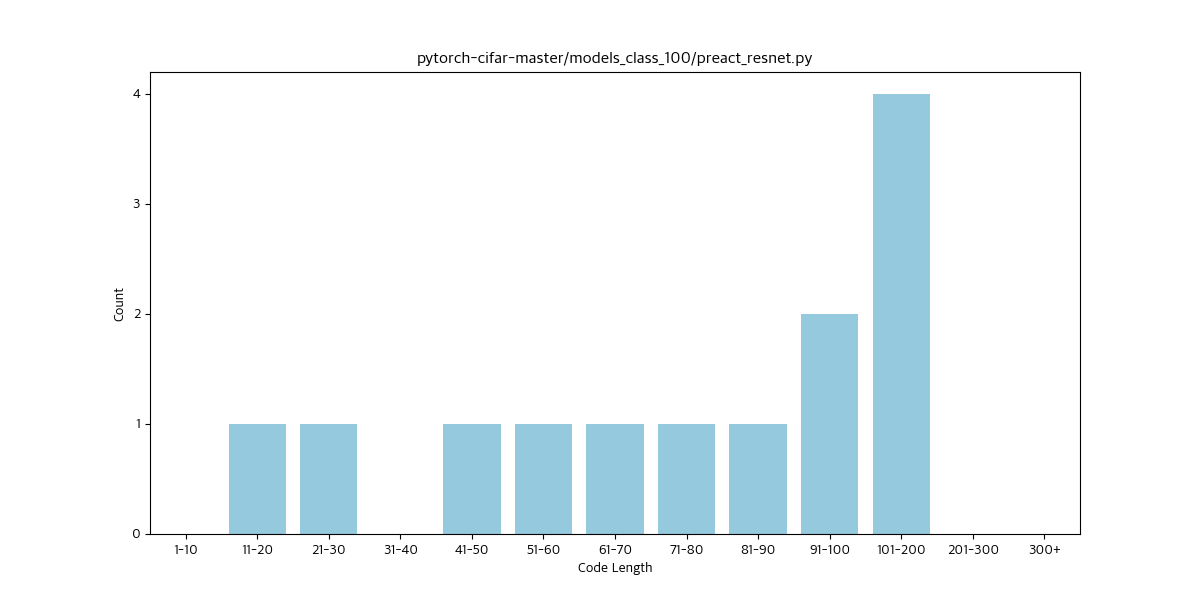 pytorch-cifar-master/models_class_100/preact_resnet.py
4
3
2
1
0
Count
1-10 11-20 21-30 31-40 41-50 51-60 61-70 71-80 81-90 91-100 101-200 201-300 300+
Code Length